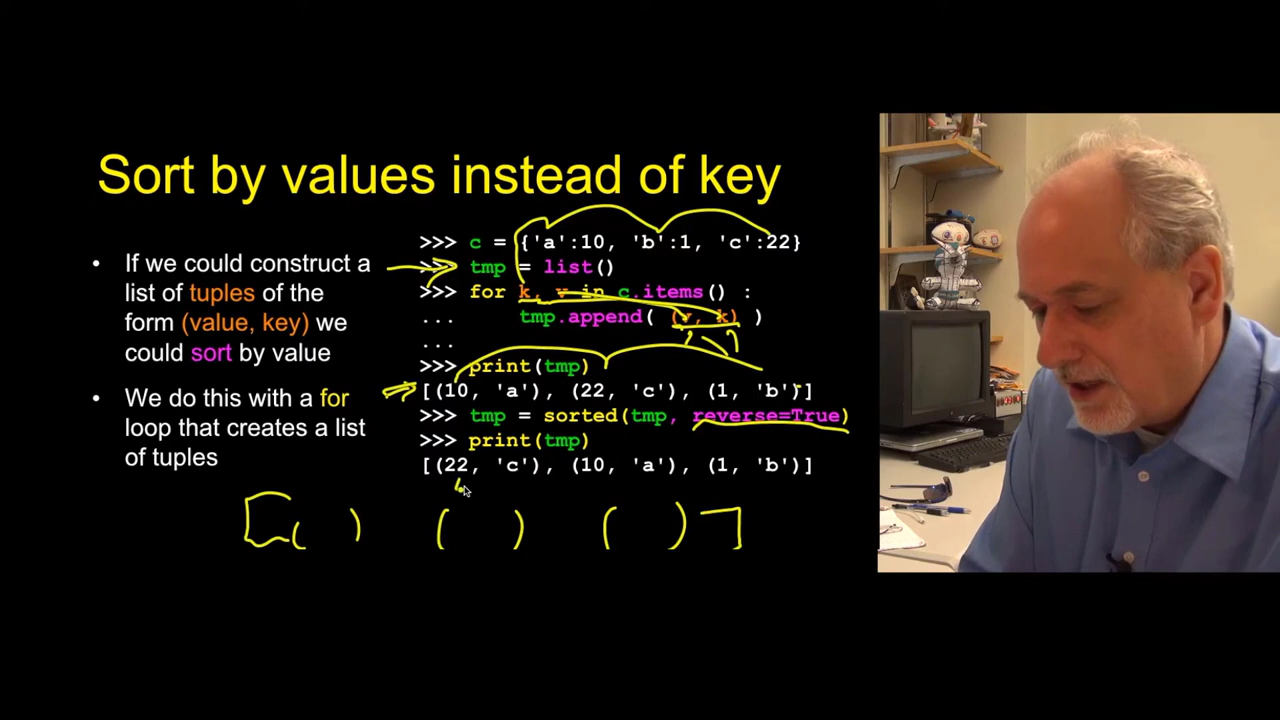 Sort by values instead of key
• If we could construct a
list of tuples of the
form (value, key) we
could sort by value
• We do this with a for
loop that creates a list
of tuples
>>> c = {'a':10, 'b':1, 'c':22}
>>> tmp = list()
>>> for k, v in c.items() :
... tmp.append( (v, k) )
...
>>> print(tmp)
[(10, 'a'), (22, 'c'), (1, 'b')]
>>> tmp = sorted(tmp, reverse=True)
>>> print(tmp)
[(22, 'c'), (10, 'a'), (1, 'b')]
[( ) ( ) ( )]